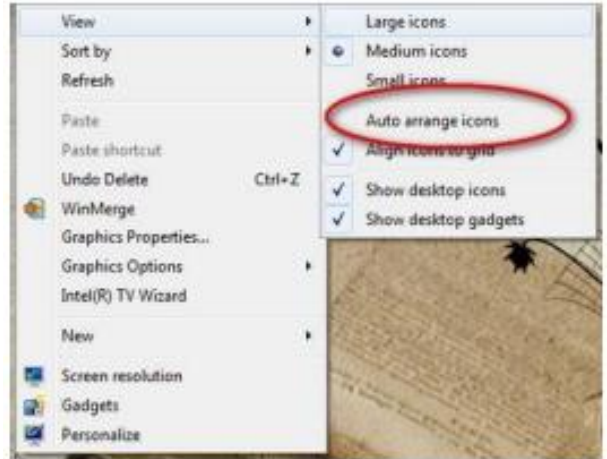 View
Sort by
Refresh
Paste
Paste shortcut
Undo Delete Ctrl+Z
WinMerge
Graphics Properties...
Graphics Options
Intel(R) TV Wizard
New
Screen resolution
Gadgets
Personalize
Large icons
Medium icons
Small icons
Auto arrange icons
Align icons to grid
Show desktop icons
Show desktop gadgets